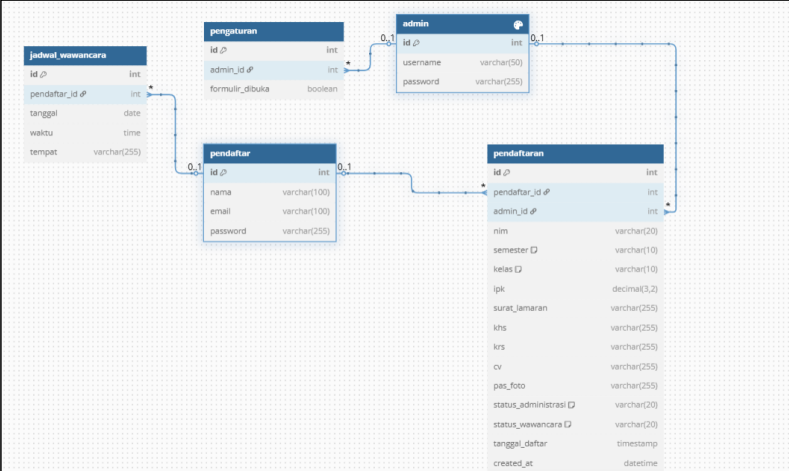 jadwal_wawancara
id int
pendaftar_id int
tanggal date
waktu time
tempat varchar(255)
*
pengaturan
id int
admin_id int
formulir_dibuka boolean
*
admin
id int
username varchar(50)
password varchar(255)
0..1
0..1
pendaftar
id int
nama varchar(100)
email varchar(100)
password varchar(255)
0..1
0..1
pendaftaran
id int
pendaftar_id int
admin_id int
nim varchar(20)
semester varchar(10)
kelas varchar(10)
ipk decimal(3,2)
surat_lamaran varchar(255)
khs varchar(255)
krs varchar(255)
cv varchar(255)
pas_foto varchar(255)
status_administrasi varchar(20)
status_wawancara varchar(20)
tanggal_daftar timestamp
created_at datetime
*
*